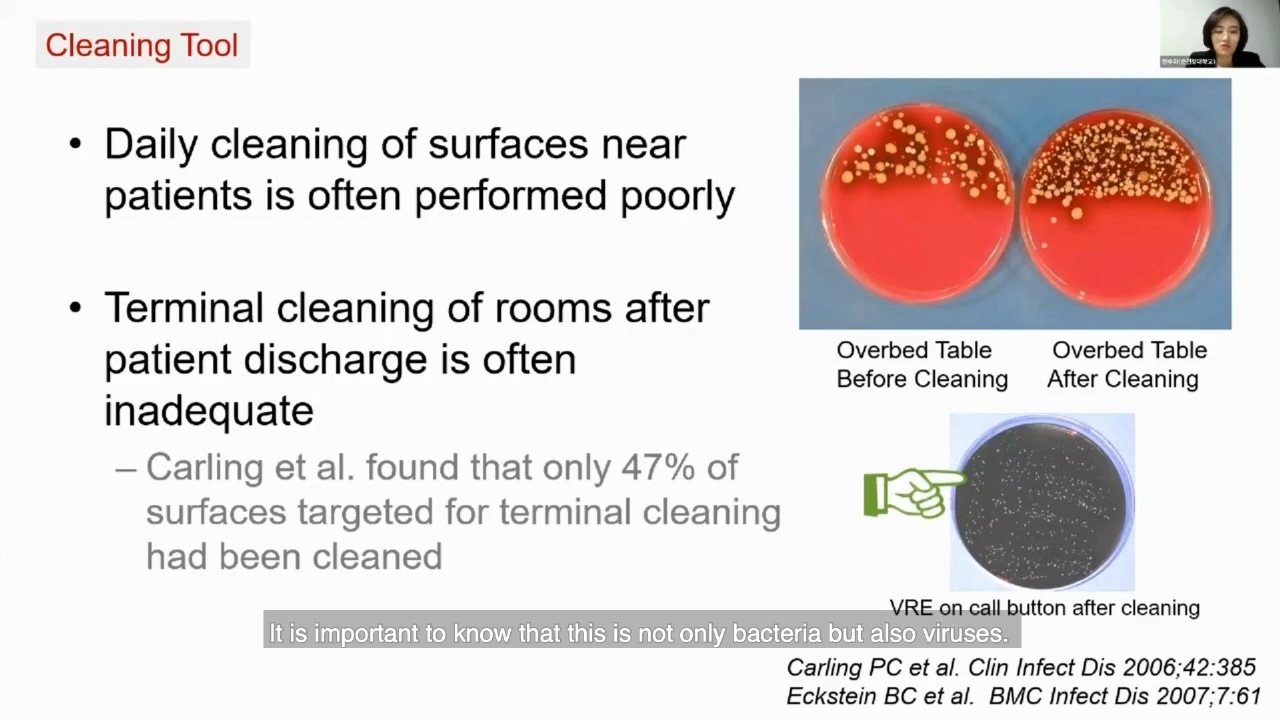 Cleaning Tool
• Daily cleaning of surfaces near
patients is often performed poorly
• Terminal cleaning of rooms after
patient discharge is often
inadequate
– Carling et al. found that only 47% of
surfaces targeted for terminal cleaning
had been cleaned
Overbed Table
Before Cleaning
Overbed Table
After Cleaning
VRE on call button after cleaning
It is important to know that this is not only bacteria but also viruses.
Carling PC et al. Clin Infect Dis 2006;42:385
Eckstein BC et al. BMC Infect Dis 2007;7:61